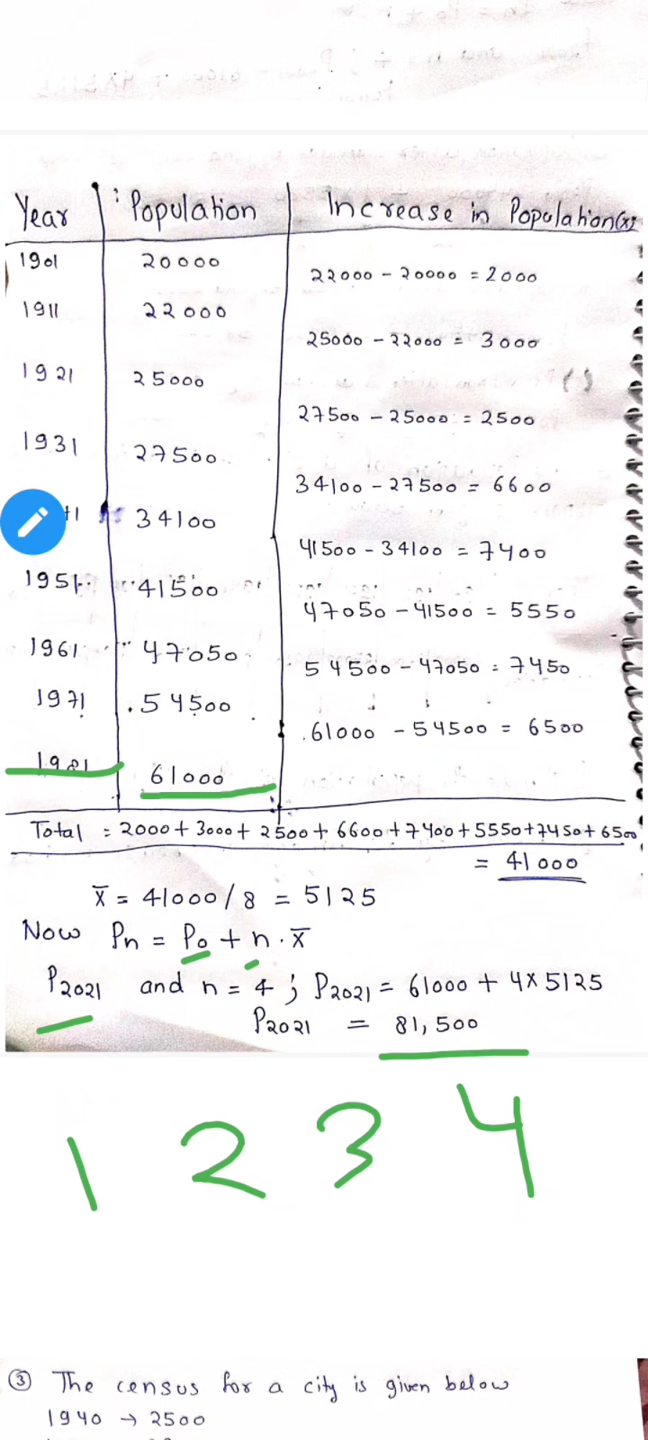 Year : Population Increase in Population(x)
1901 20000
22000 - 20000 = 2000
1911 22000
25000 - 22000 = 3000
1921 25000
27500 - 25000 = 2500
1931 27500
34100 - 27500 = 6600
34100
41500 - 34100 = 7400
1951 41500
47050 - 41500 = 5550
1961 47050
54500 - 47050 = 7450
1971 54500
61000 - 54500 = 6500
1981 61000
Total = 2000 + 3000 + 2500 + 6600 + 7400 + 5550 + 7450 + 6500
= 41000
x̄ = 41000 / 8 = 5125
Now Pn = Po + n · x̄
P2021 and n = 4 ; P2021 = 61000 + 4 x 5125
P2021 = 81,500
1 2 3 4
③ The census for a city is given below
1940 → 2500